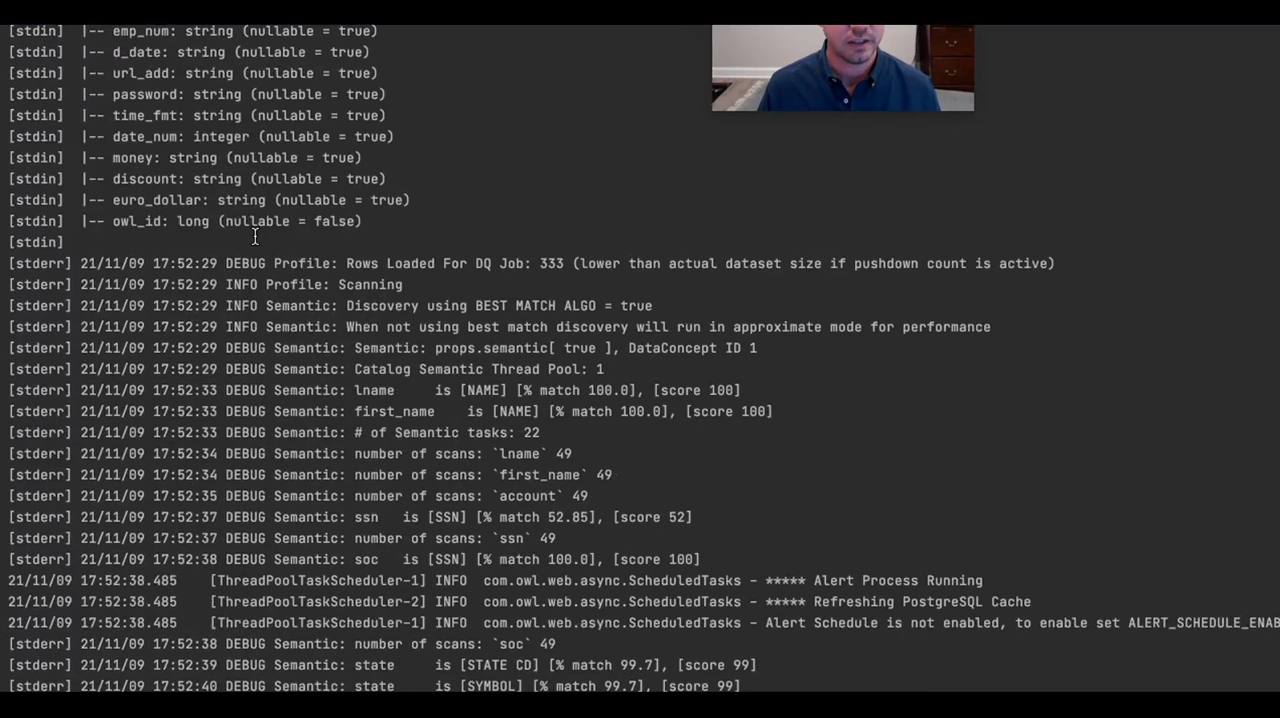 [stdin]  |-- emp_num: string (nullable = true)
[stdin]  |-- d_date: string (nullable = true)
[stdin]  |-- url_add: string (nullable = true)
[stdin]  |-- password: string (nullable = true)
[stdin]  |-- time_fmt: string (nullable = true)
[stdin]  |-- date_num: integer (nullable = true)
[stdin]  |-- money: string (nullable = true)
[stdin]  |-- discount: string (nullable = true)
[stdin]  |-- euro_dollar: string (nullable = true)
[stdin]  |-- owl_id: long (nullable = false)
[stdin]
[stderr] 21/11/09 17:52:29 DEBUG Profile: Rows Loaded For DQ Job: 333 (lower than actual dataset size if pushdown count is active)
[stderr] 21/11/09 17:52:29 INFO Profile: Scanning
[stderr] 21/11/09 17:52:29 INFO Semantic: Discovery using BEST MATCH ALGO = true
[stderr] 21/11/09 17:52:29 INFO Semantic: When not using best match discovery will run in approximate mode for performance
[stderr] 21/11/09 17:52:29 DEBUG Semantic: Semantic: props.semantic[ true ], DataConcept ID 1
[stderr] 21/11/09 17:52:29 DEBUG Semantic: Catalog Semantic Thread Pool: 1
[stderr] 21/11/09 17:52:33 DEBUG Semantic: lname     is [NAME] [% match 100.0], [score 100]
[stderr] 21/11/09 17:52:33 DEBUG Semantic: first_name    is [NAME] [% match 100.0], [score 100]
[stderr] 21/11/09 17:52:33 DEBUG Semantic: # of Semantic tasks: 22
[stderr] 21/11/09 17:52:34 DEBUG Semantic: number of scans: `lname` 49
[stderr] 21/11/09 17:52:34 DEBUG Semantic: number of scans: `first_name` 49
[stderr] 21/11/09 17:52:35 DEBUG Semantic: number of scans: `account` 49
[stderr] 21/11/09 17:52:37 DEBUG Semantic: ssn   is [SSN] [% match 52.85], [score 52]
[stderr] 21/11/09 17:52:37 DEBUG Semantic: number of scans: `ssn` 49
[stderr] 21/11/09 17:52:38 DEBUG Semantic: soc   is [SSN] [% match 100.0], [score 100]
21/11/09 17:52:38.485    [ThreadPoolTaskScheduler-1] INFO  com.owl.web.async.ScheduledTasks - ***** Alert Process Running
21/11/09 17:52:38.485    [ThreadPoolTaskScheduler-2] INFO  com.owl.web.async.ScheduledTasks - ***** Refreshing PostgreSQL Cache
21/11/09 17:52:38.485    [ThreadPoolTaskScheduler-1] INFO  com.owl.web.async.ScheduledTasks - Alert Schedule is not enabled, to enable set ALERT_SCHEDULE_ENAB
[stderr] 21/11/09 17:52:38 DEBUG Semantic: number of scans: `soc` 49
[stderr] 21/11/09 17:52:39 DEBUG Semantic: state     is [STATE CD] [% match 99.7], [score 99]
[stderr] 21/11/09 17:52:40 DEBUG Semantic: state     is [SYMBOL] [% match 99.7], [score 99]